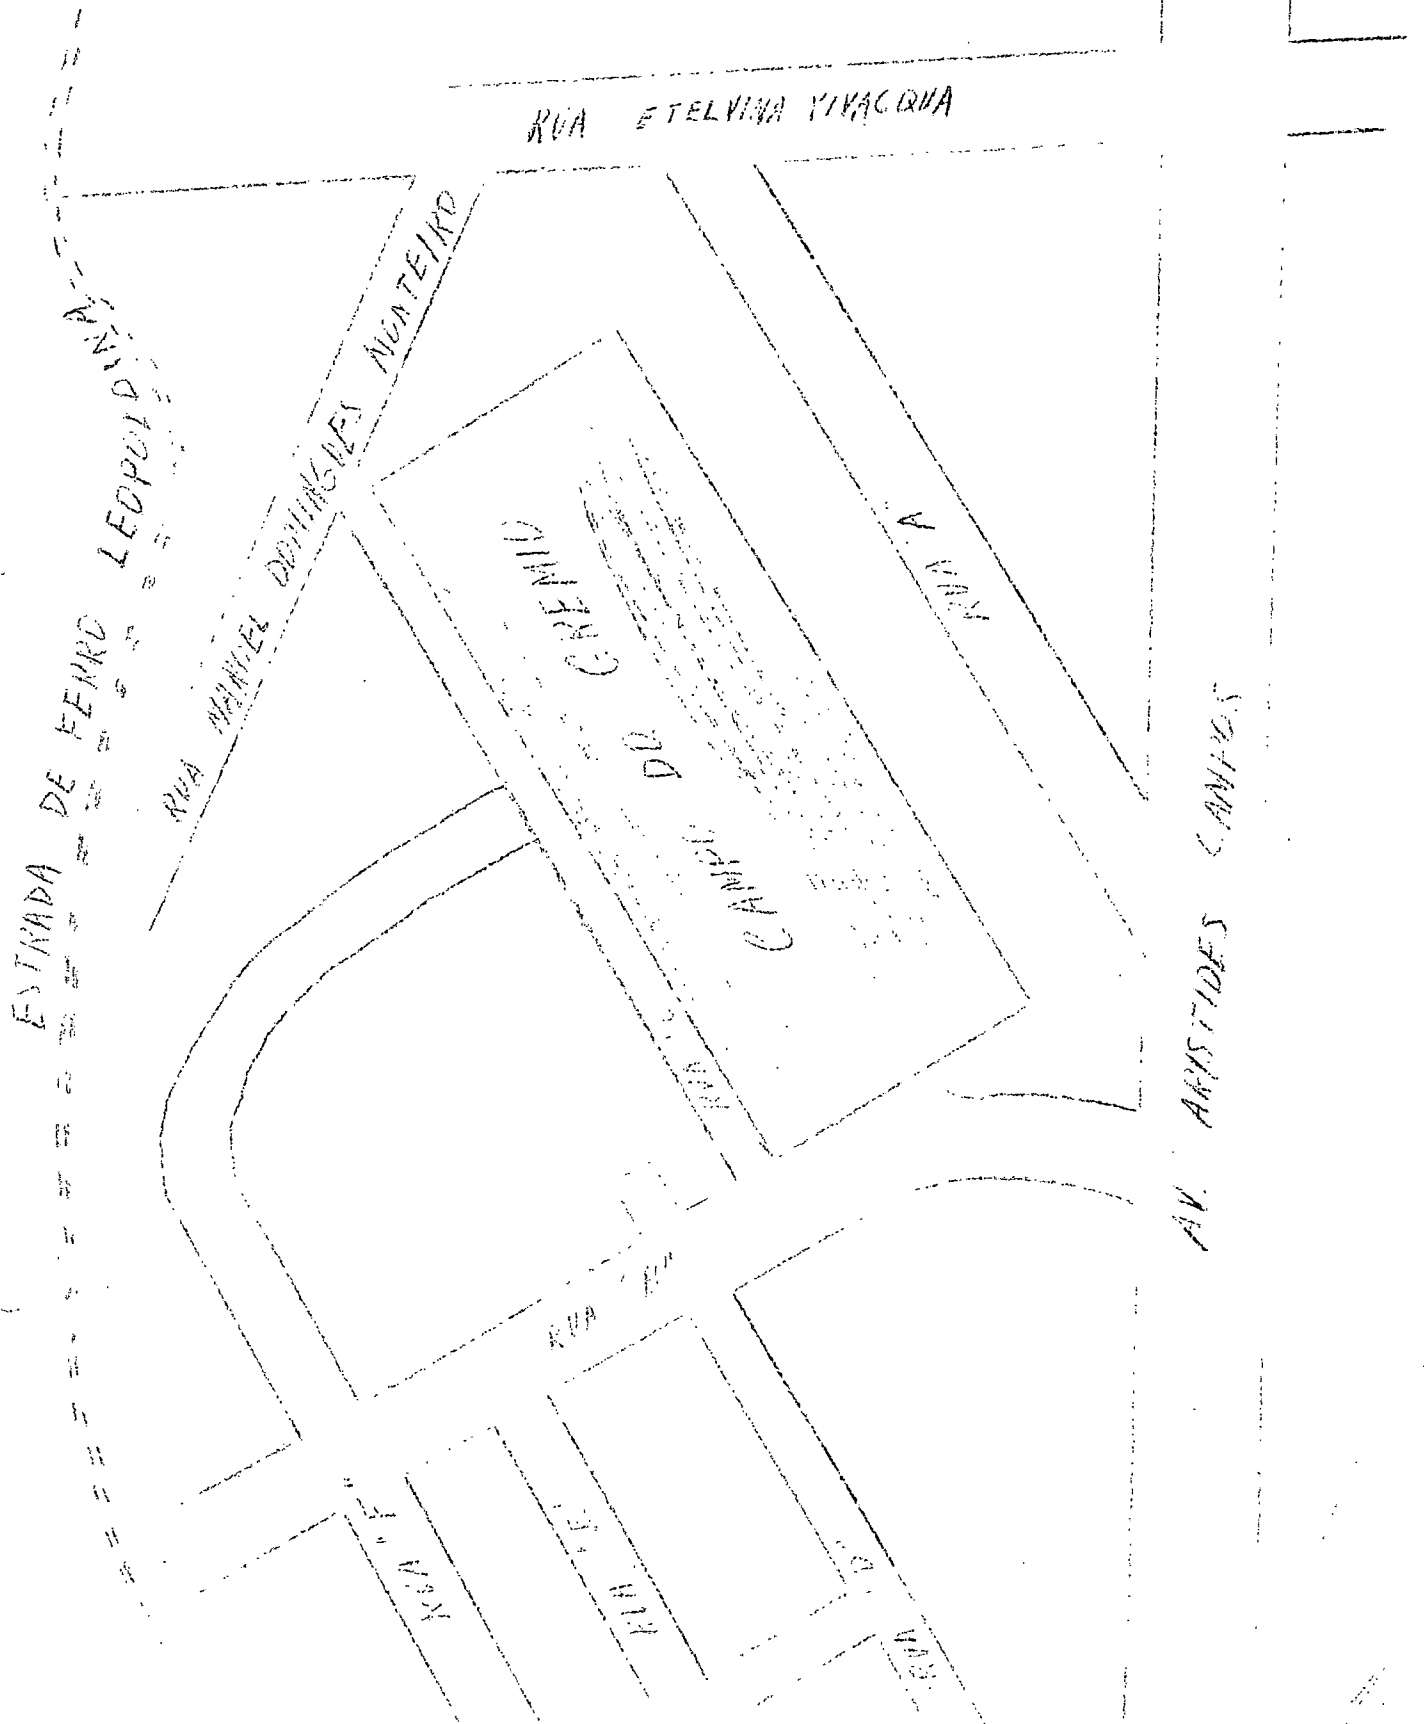 RUA ETELVINA VIVACQUA
RUA MANOEL DOMINGUES MONTEIRO
ESTRADA DE FERRO LEOPOLDINA
CAMPO DO GREMIO
RUA "A"
AV. ARISTIDES CAMPOS
RUA
RUA "H"
RUA "F"
RUA "E"
RUA "D"